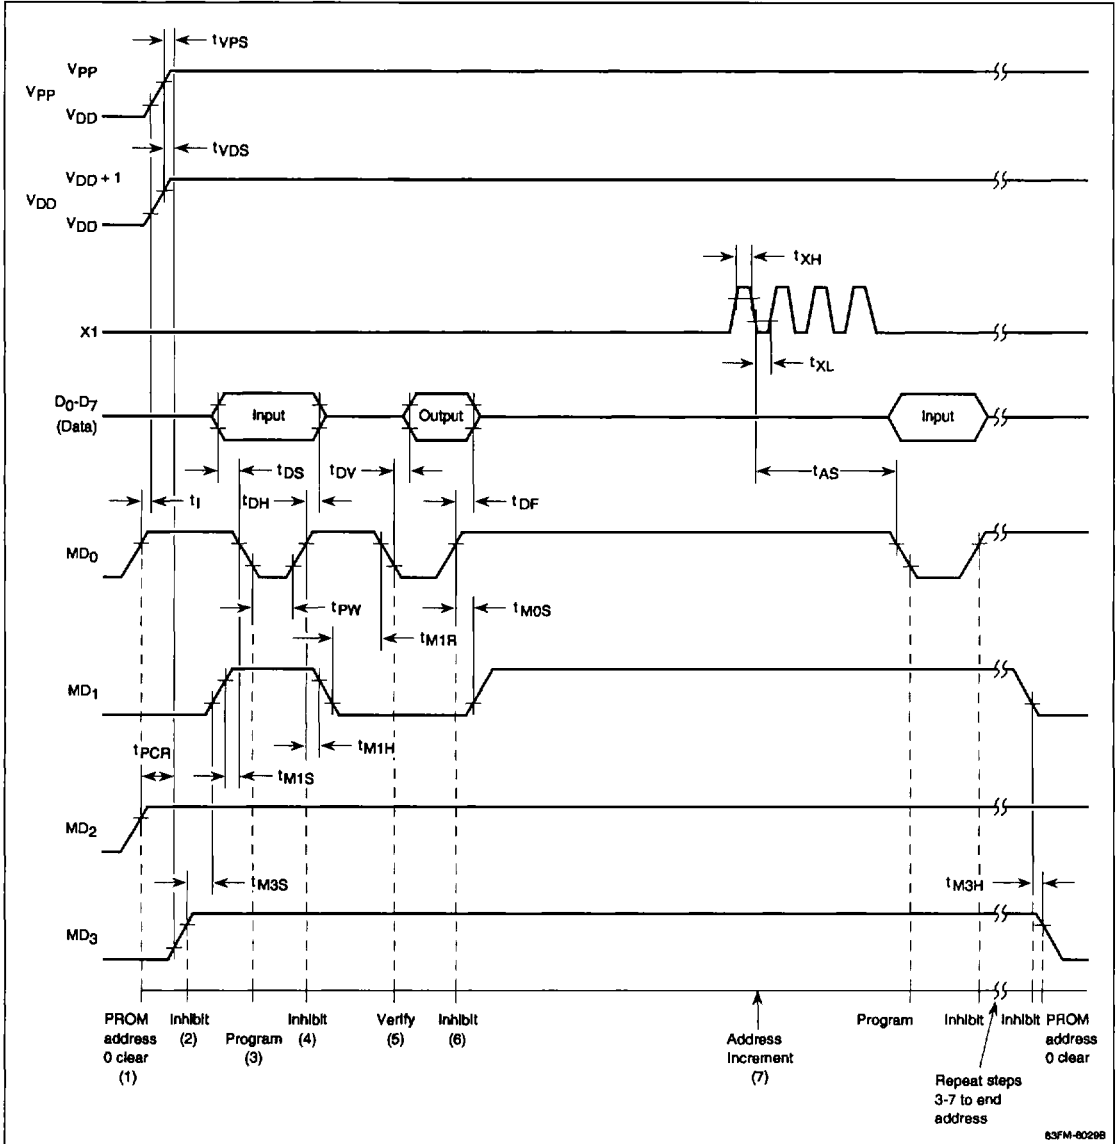 tVPS
VPP
VPP
VDD
tVDS
VDD + 1
VDD
VDD
tXH
X1
tXL
D0-D7
(Data)
Input
Output
Input
tDS
tDV
tAS
tI
tDH
tDF
MD0
tPW
tM0S
tM1R
MD1
tPCR
tM1H
tM1S
MD2
tM3S
tM3H
MD3
PROM
address
0 clear
(1)
Inhibit
(2)
Program
(3)
Inhibit
(4)
Verify
(5)
Inhibit
(6)
Address
Increment
(7)
Program
Inhibit
Inhibit
PROM
address
0 clear
Repeat steps
3-7 to end
address
83FM-6029B